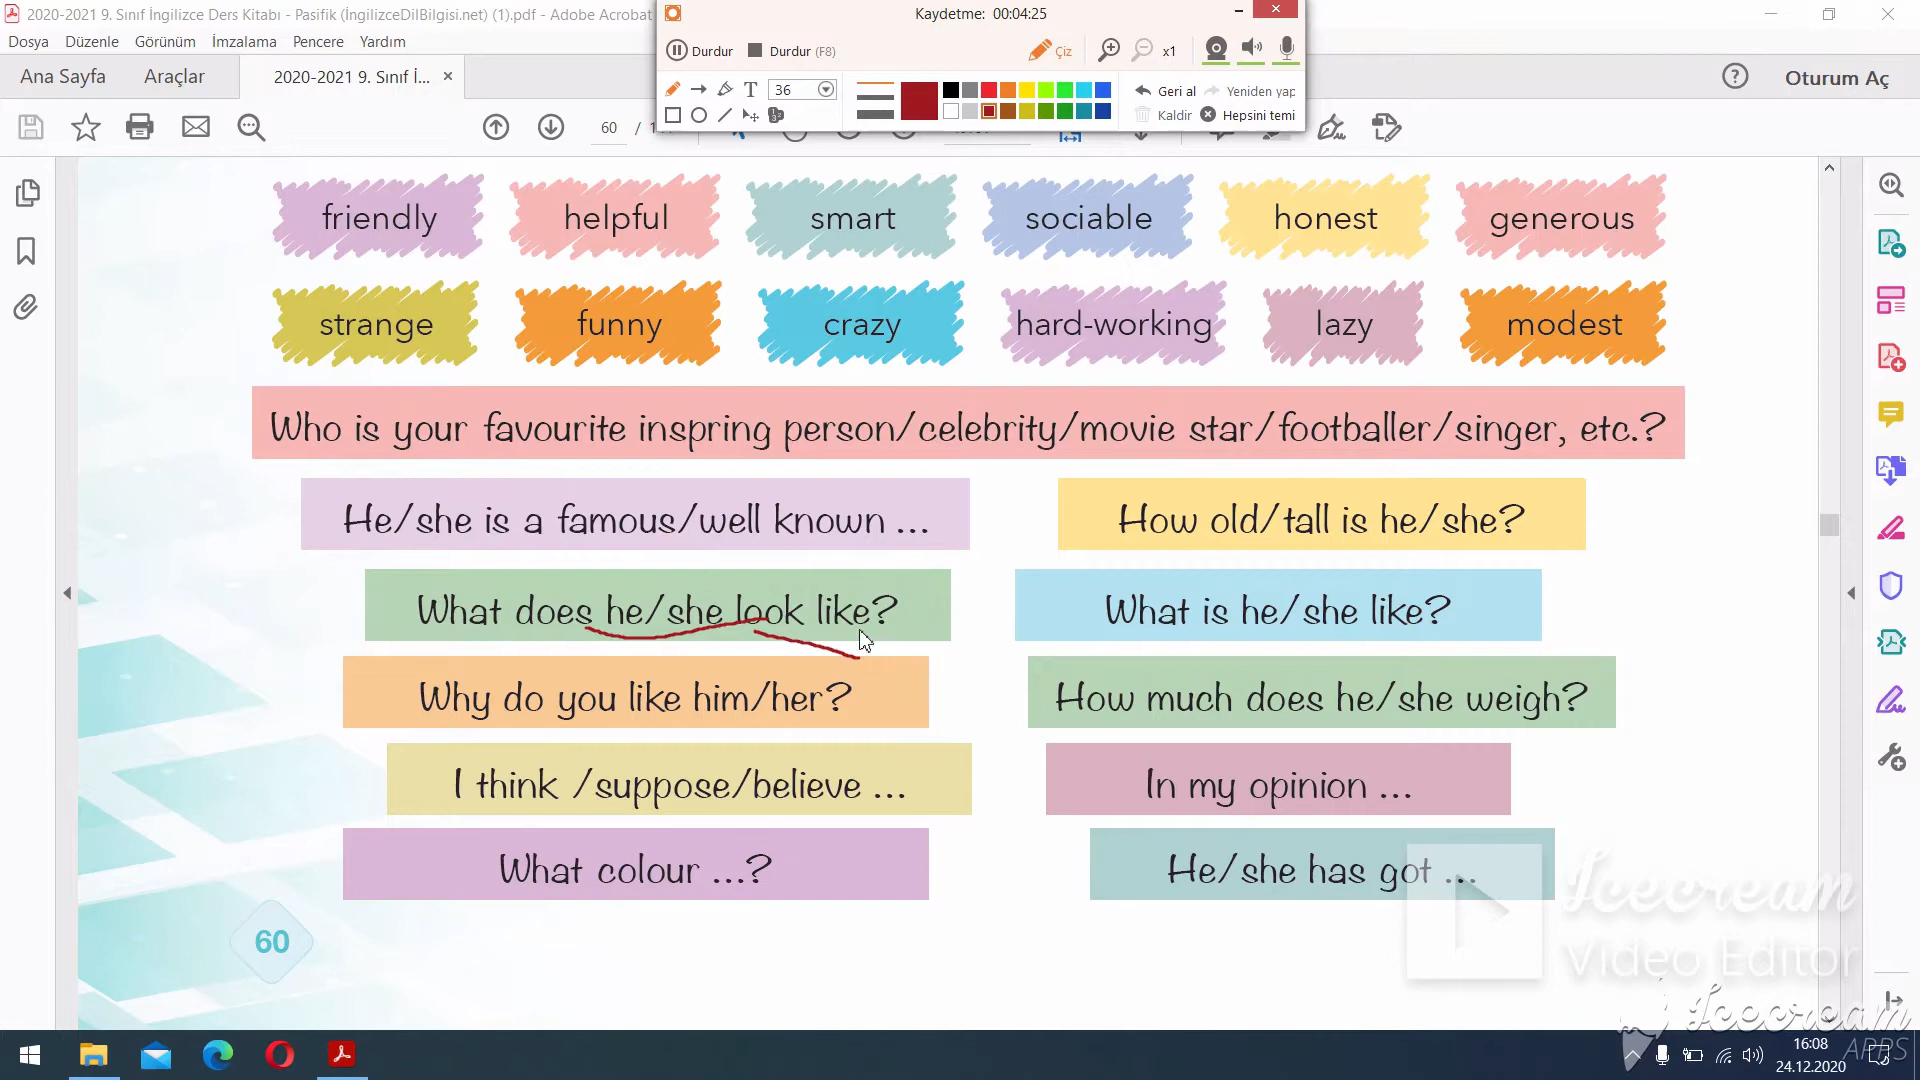 2020-2021 9. Sınıf İngilizce Ders Kitabı - Pasifik (İngilizceDilBilgisi.net) (1).pdf - Adobe Acrobat
Kaydetme: 00:04:25
Dosya Düzenle Görünüm İmzalama Pencere Yardım
Durdur Durdur (F8) Çiz x1
Ana Sayfa Araçlar 2020-2021 9. Sınıf İ... × Oturum Aç
T 36 Geri al Yeniden yap
Kaldır Hepsini temi
60 /
friendly helpful smart sociable honest generous
strange funny crazy hard-working lazy modest
Who is your favourite inspring person/celebrity/movie star/footballer/singer, etc.?
He/she is a famous/well known ... How old/tall is he/she?
What does he/she look like? What is he/she like?
Why do you like him/her? How much does he/she weigh?
I think /suppose/believe ... In my opinion ...
What colour ...? He/she has got ...
60
Icecream
Video Editor
Icecream
APPS
16:08
24.12.2020